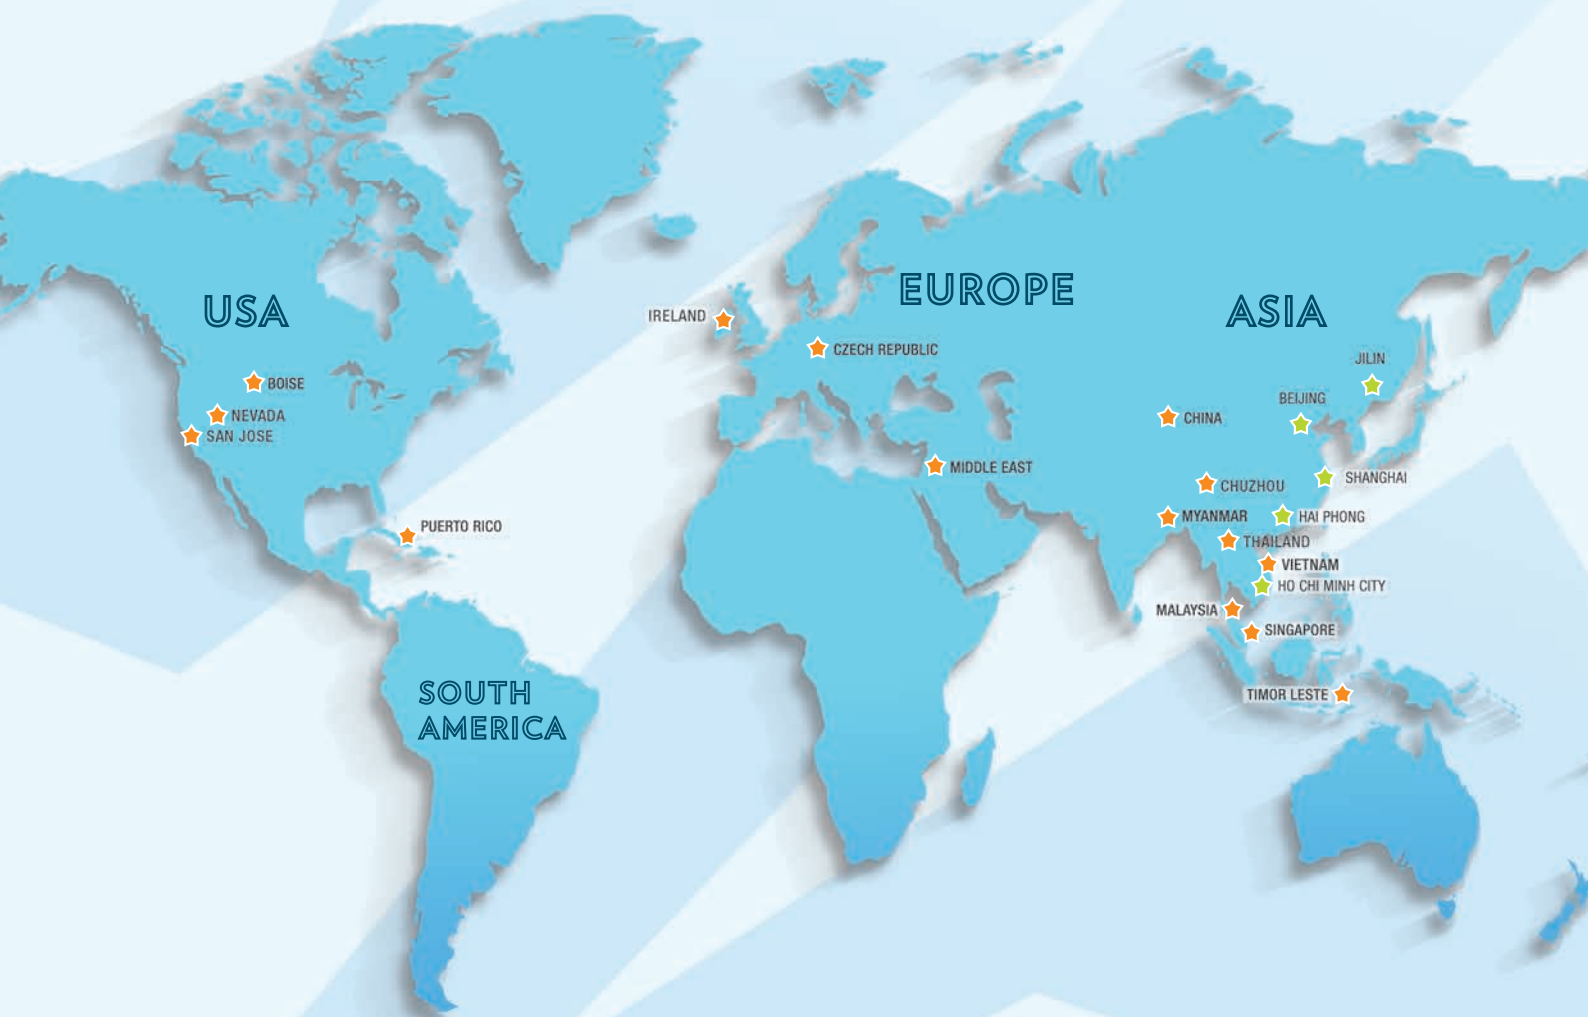 USA
EUROPE
ASIA
IRELAND
CZECH REPUBLIC
JILIN
BOISE
BEIJING
NEVADA
CHINA
SAN JOSE
MIDDLE EAST
SHANGHAI
CHUZHOU
PUERTO RICO
MYANMAR
HAI PHONG
THAILAND
VIETNAM
HO CHI MINH CITY
MALAYSIA
SINGAPORE
SOUTH
AMERICA
TIMOR LESTE